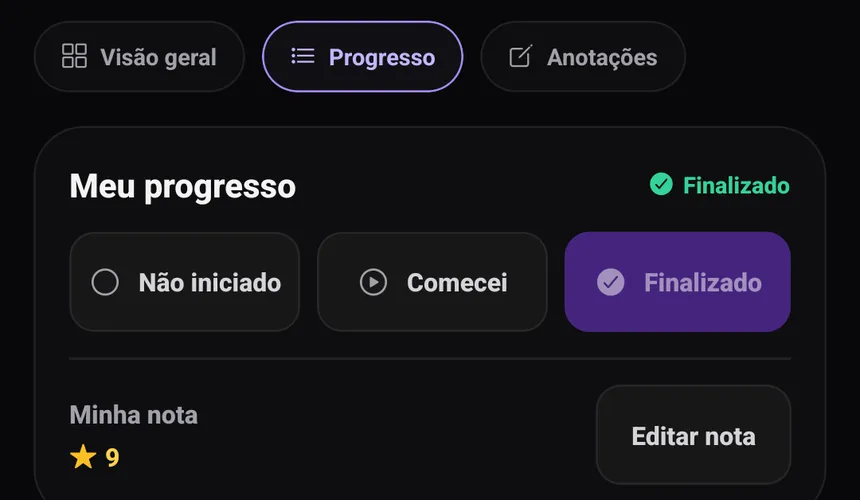 Visão geral
Progresso
Anotações
Meu progresso
Finalizado
Não iniciado
Comecei
Finalizado
Minha nota
9
Editar nota